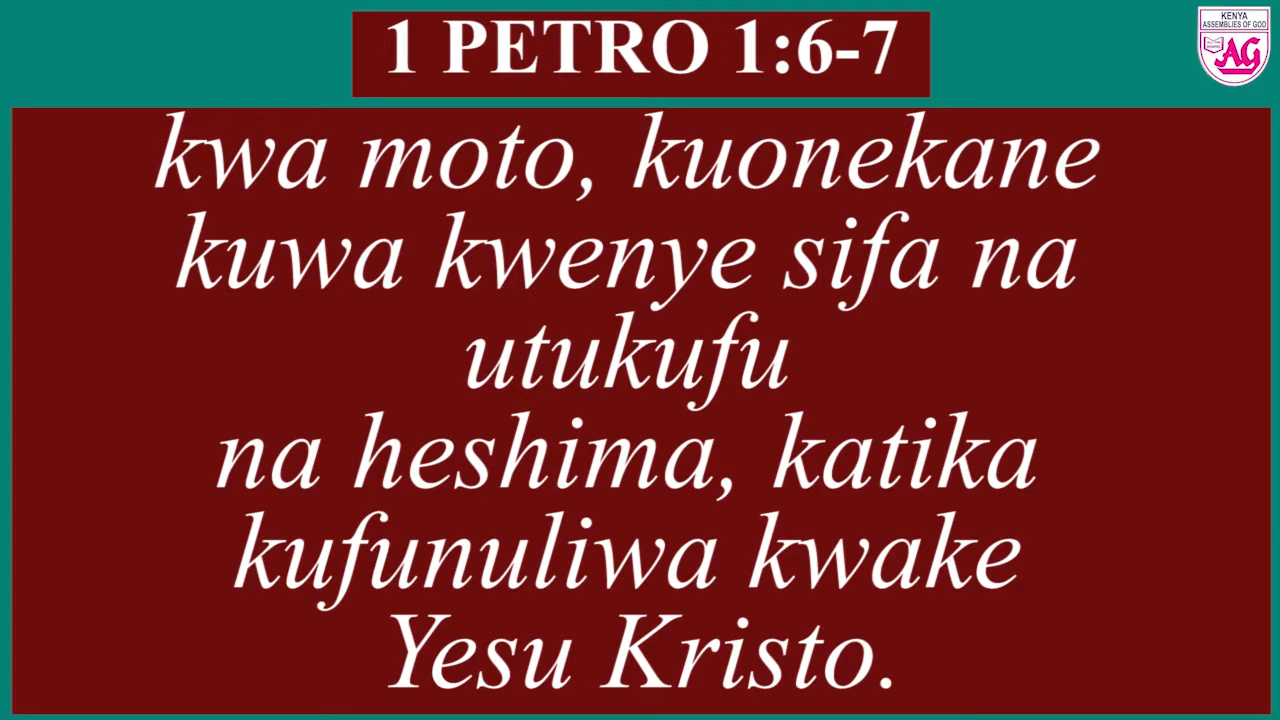 1 PETRO 1:6-7
KENYA
ASSEMBLIES OF GOD
AG
kwa moto, kuonekane
kuwa kwenye sifa na
utukufu
na heshima, katika
kufunuliwa kwake
Yesu Kristo.